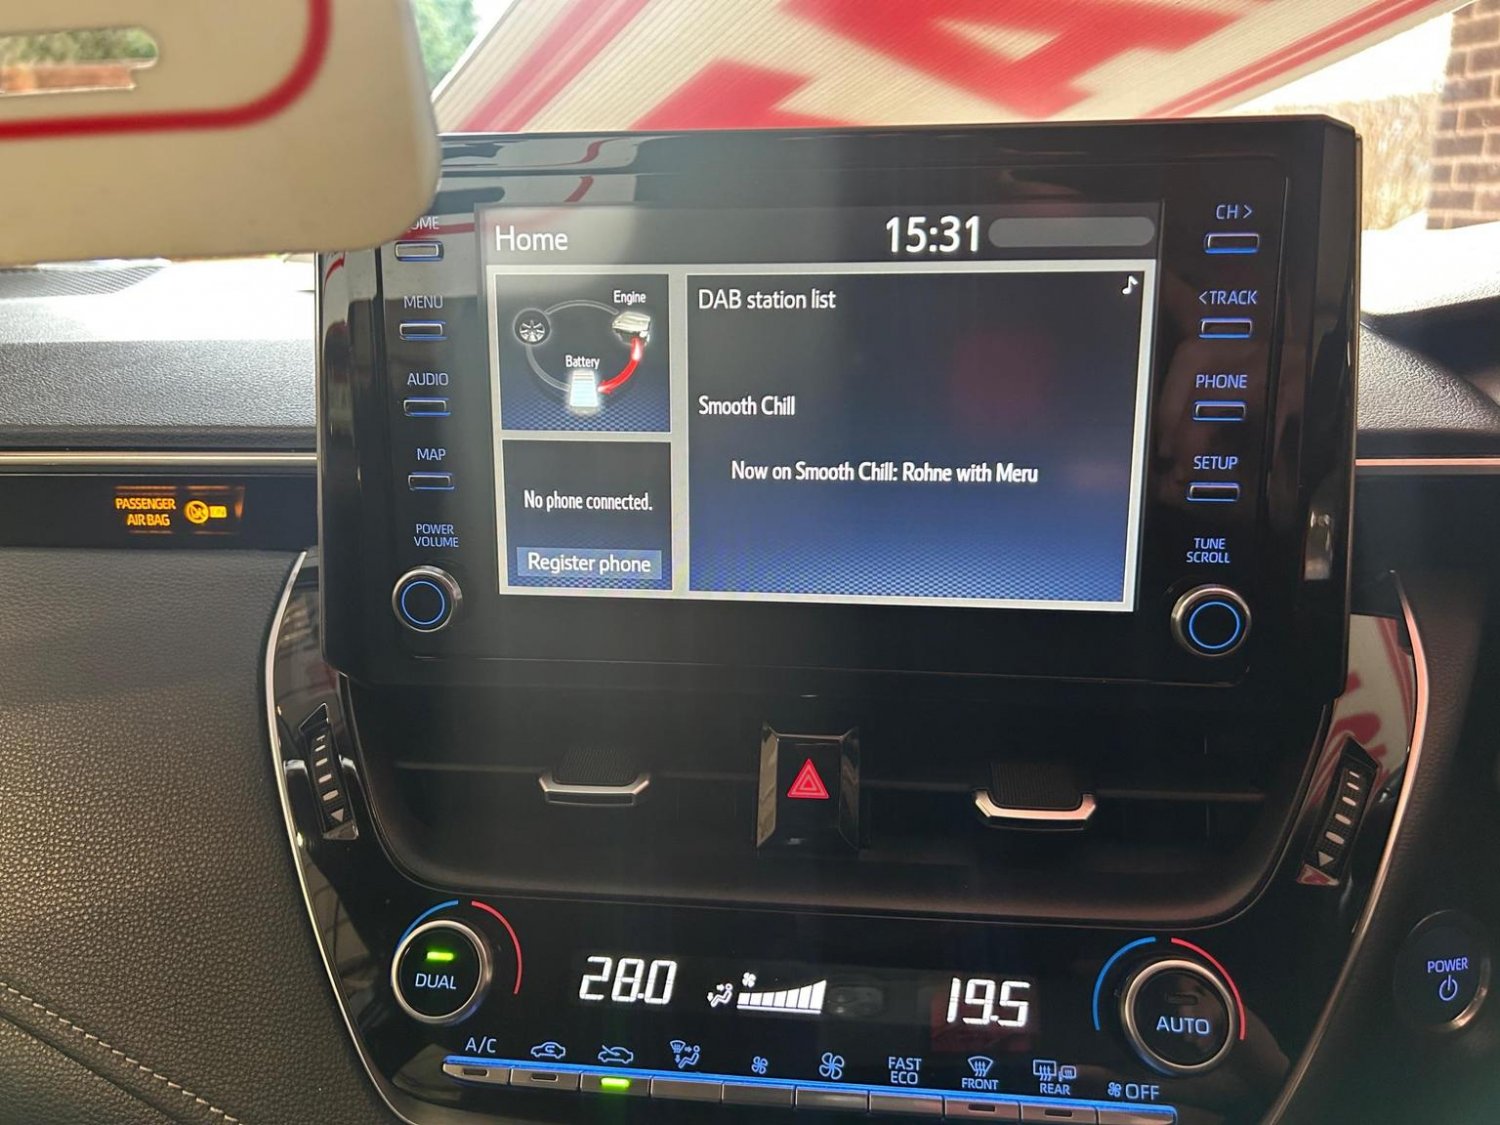 Home
15:31
CH >
MENU
<TRACK
Engine
DAB station list
Battery
AUDIO
PHONE
Smooth Chill
MAP
SETUP
Now on Smooth Chill: Rohne with Meru
No phone connected.
PASSENGER
AIR BAG
POWER
VOLUME
TUNE
SCROLL
Register phone
DUAL
28.0
19.5
AUTO
POWER
A/C
FAST
ECO
FRONT
REAR
OFF